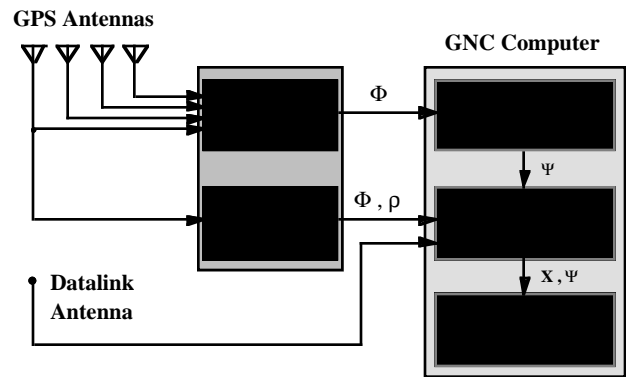 GPS Antennas
GNC Computer
Φ
Ψ
Φ , ρ
X , Ψ
Datalink
Antenna